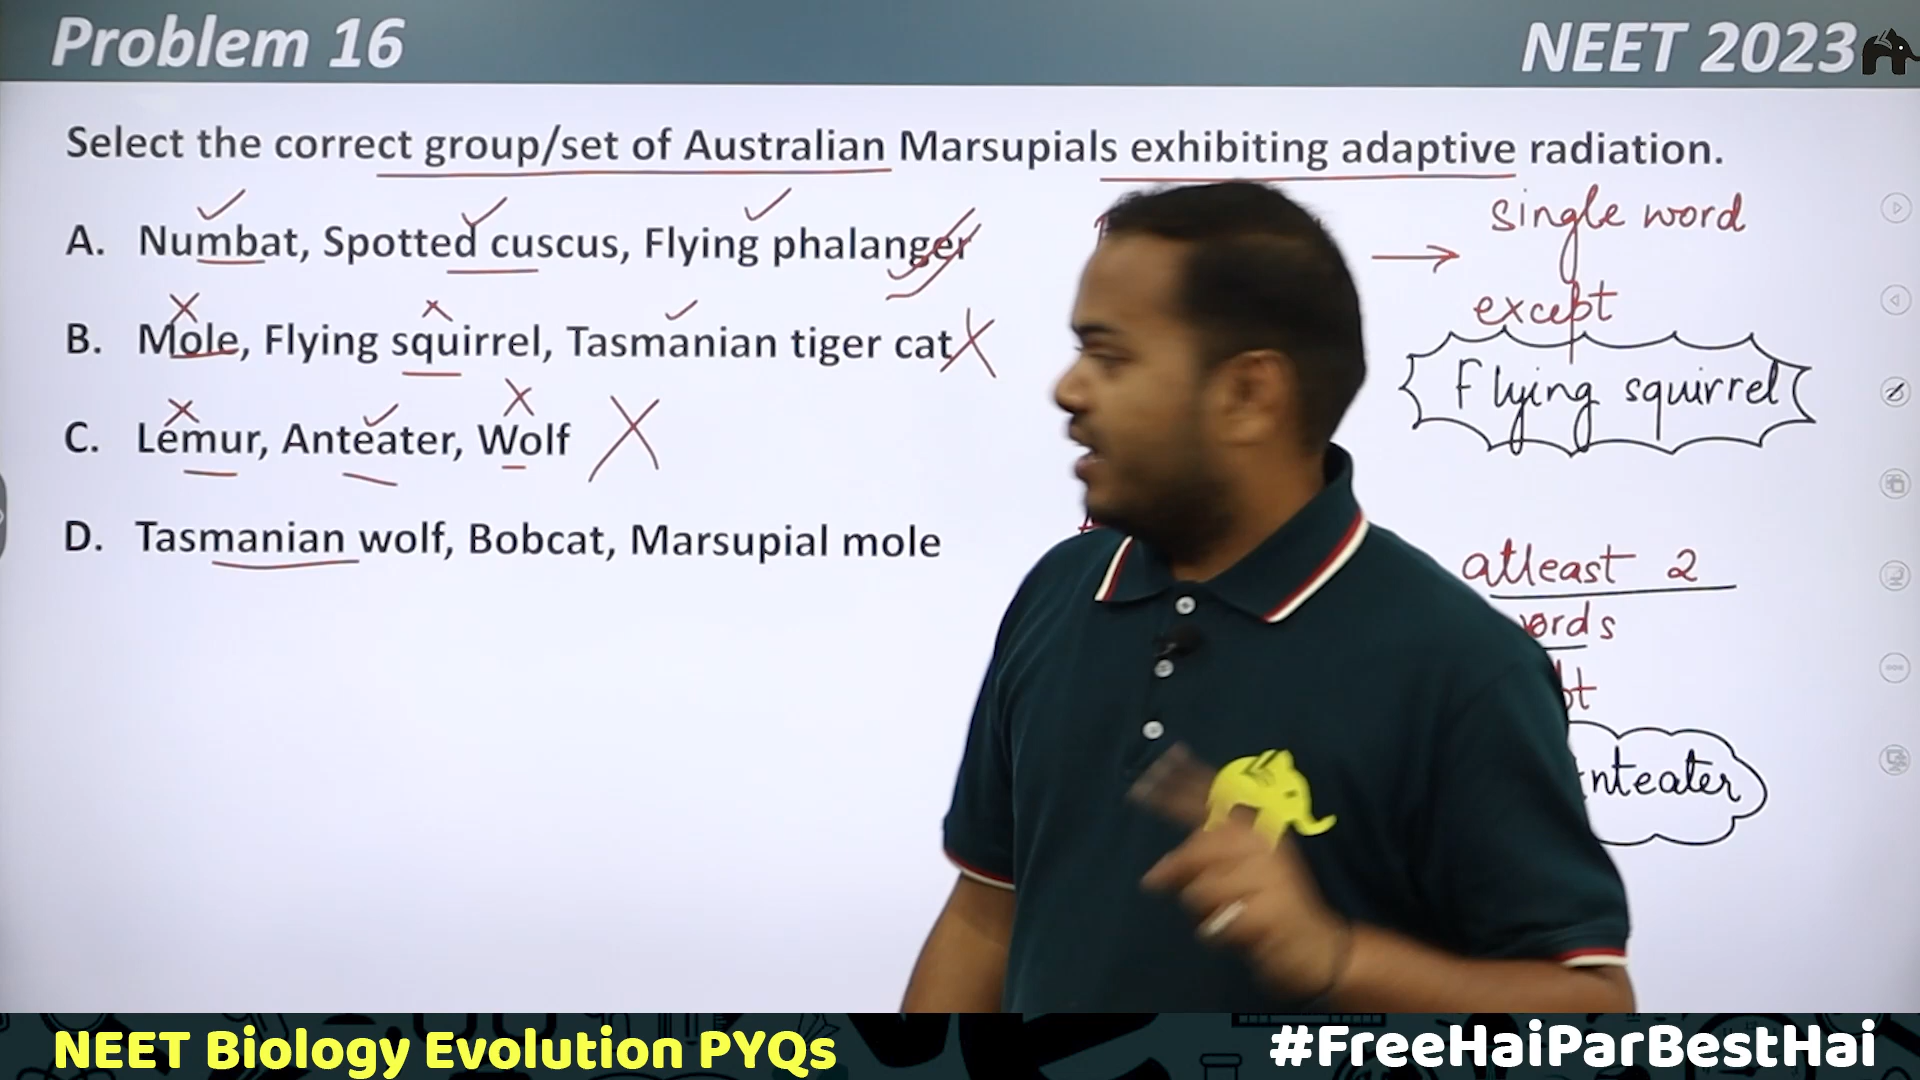 Problem 16
NEET 2023
Select the correct group/set of Australian Marsupials exhibiting adaptive radiation.
A. Numbat, Spotted cuscus, Flying phalanger
B. Mole, Flying squirrel, Tasmanian tiger cat
C. Lemur, Anteater, Wolf
D. Tasmanian wolf, Bobcat, Marsupial mole
single word
except
Flying squirrel
atleast 2
NEET Biology Evolution PYQs
#FreeHaiParBestHai